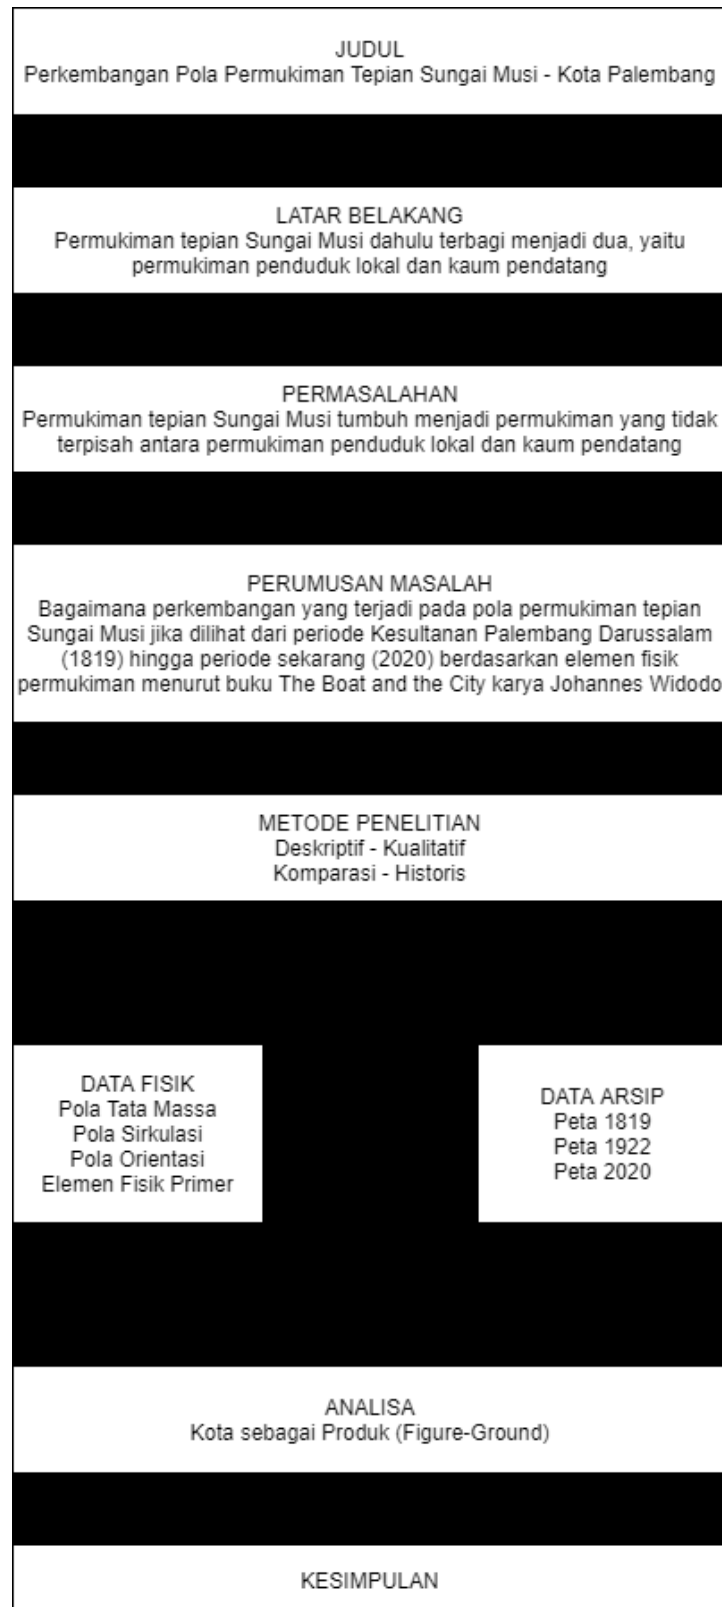 JUDUL
Perkembangan Pola Permukiman Tepian Sungai Musi - Kota Palembang
LATAR BELAKANG
Permukiman tepian Sungai Musi dahulu terbagi menjadi dua, yaitu
permukiman penduduk lokal dan kaum pendatang
PERMASALAHAN
Permukiman tepian Sungai Musi tumbuh menjadi permukiman yang tidak
terpisah antara permukiman penduduk lokal dan kaum pendatang
PERUMUSAN MASALAH
Bagaimana perkembangan yang terjadi pada pola permukiman tepian
Sungai Musi jika dilihat dari periode Kesultanan Palembang Darussalam
(1819) hingga periode sekarang (2020) berdasarkan elemen fisik
permukiman menurut buku The Boat and the City karya Johannes Widodo
METODE PENELITIAN
Deskriptif - Kualitatif
Komparasi - Historis
DATA FISIK
Pola Tata Massa
Pola Sirkulasi
Pola Orientasi
Elemen Fisik Primer
DATA ARSIP
Peta 1819
Peta 1922
Peta 2020
ANALISA
Kota sebagai Produk (Figure-Ground)
KESIMPULAN